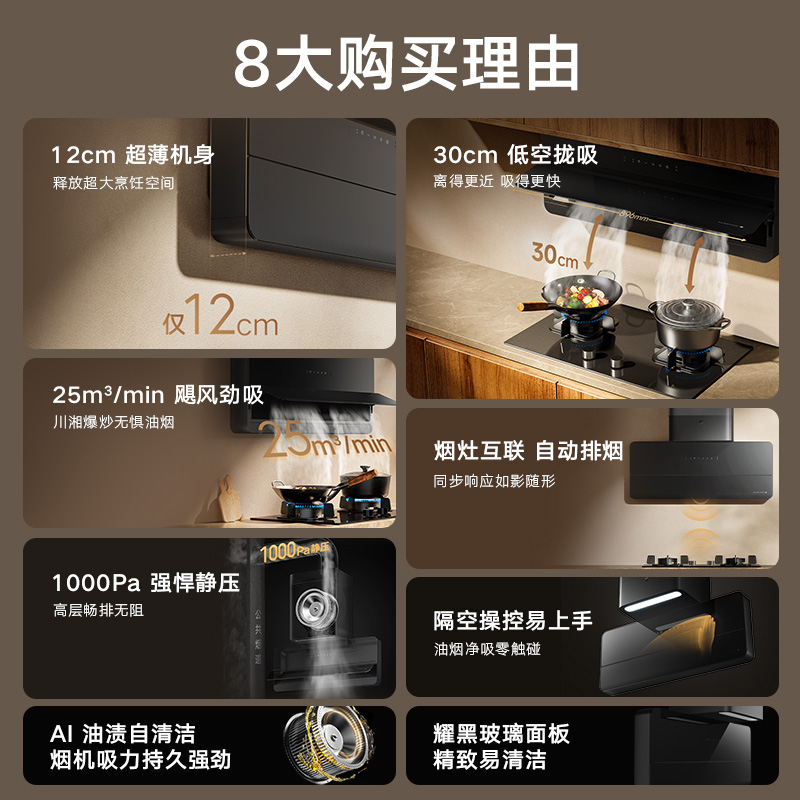 8大购买理由
12cm 超薄机身
释放超大烹饪空间
仅12cm
30cm 低空拢吸
离得更近 吸得更快
896mm
30cm
25m³/min 飓风劲吸
川湘爆炒无惧油烟
25m³/min
烟灶互联 自动排烟
同步响应如影随形
1000Pa 强悍静压
高层畅排无阻
1000Pa静压
公共烟道
隔空操控易上手
油烟净吸零触碰
AI 油渍自清洁
烟机吸力持久强劲
耀黑玻璃面板
精致易清洁